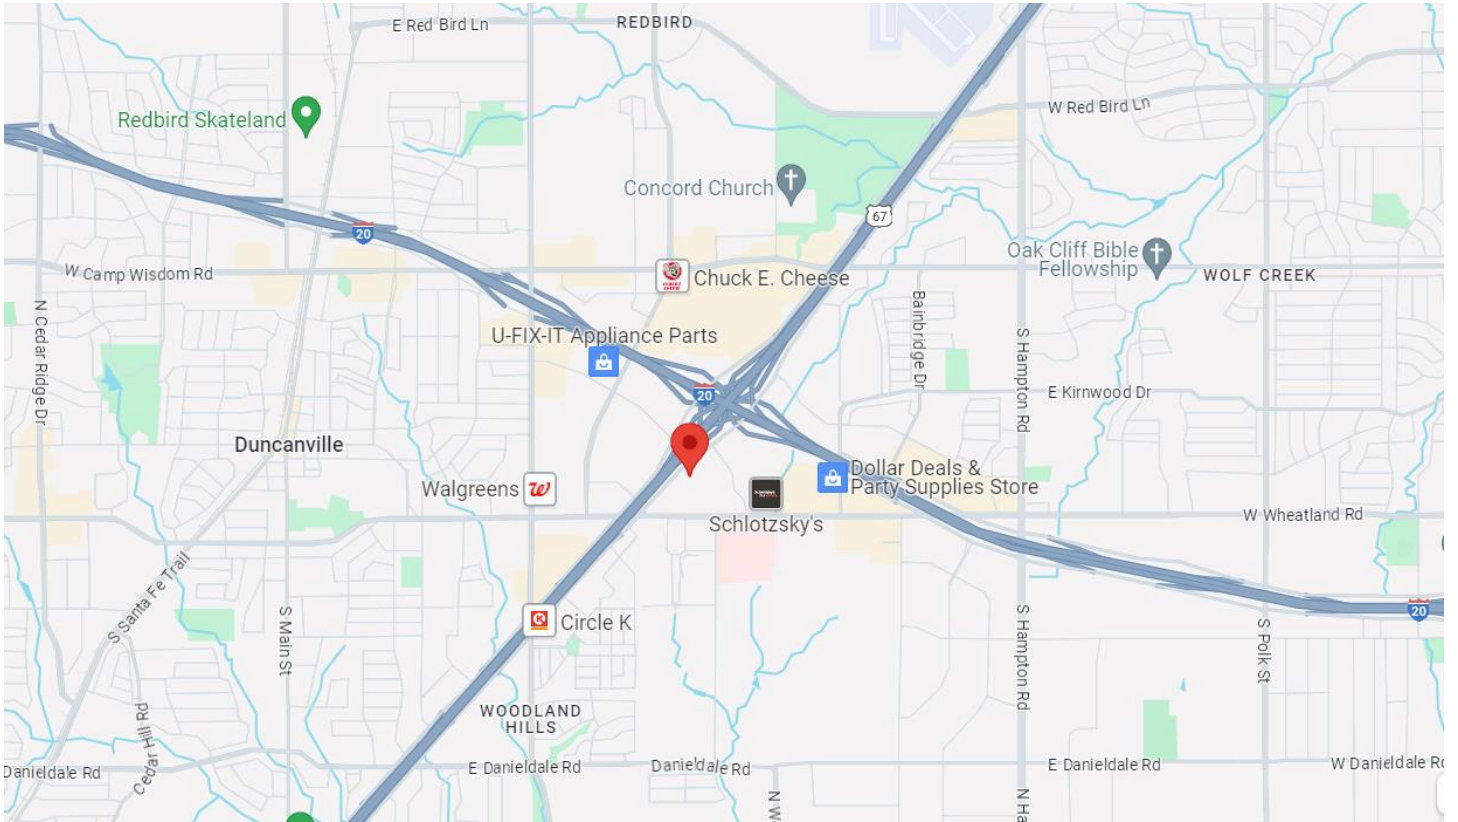 E Red Bird Ln
REDBIRD
W Red Bird Ln
Redbird Skateland
Concord Church
67
20
Oak Cliff Bible
Fellowship
WOLF CREEK
W Camp Wisdom Rd
Chuck E. Cheese
N Cedar Ridge Dr
Bainbridge Dr
S Hampton Rd
U-FIX-IT Appliance Parts
20
E Kirnwood Dr
Duncanville
Walgreens
Dollar Deals &
Party Supplies Store
Schlotzsky's
W Wheatland Rd
S Santa Fe Trail
S Main St
Circle K
20
S Hampton Rd
S Polk St
WOODLAND
HILLS
Cedar Hill Rd
Danieldale Rd
E Danieldale Rd
Danieldale Rd
E Danieldale Rd
W Danieldale Rd
N W
N Ha